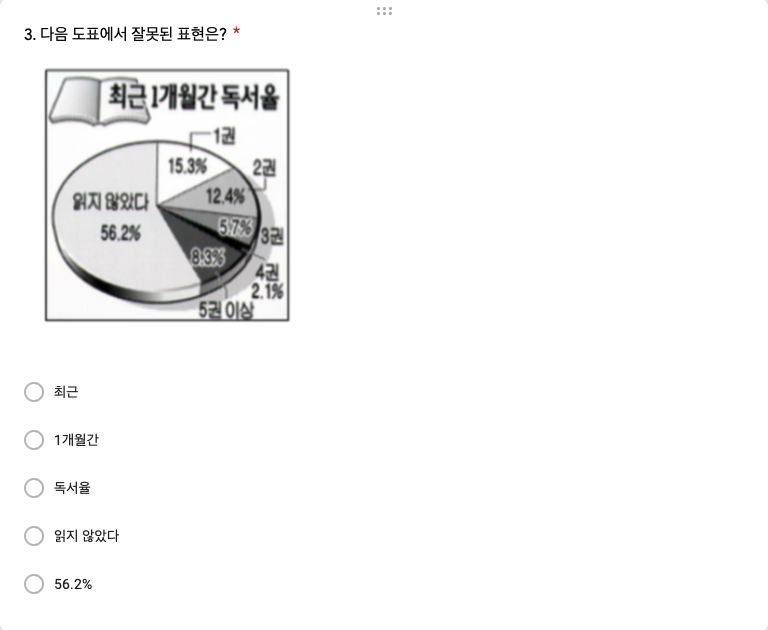 3. 다음 도표에서 잘못된 표현은? *
최근 1개월간 독서율
1권
15.3%
2권
12.4%
읽지 않았다
56.2%
5.7%
3권
8.3%
4권
2.1%
5권 이상
최근
1개월간
독서율
읽지 않았다
56.2%